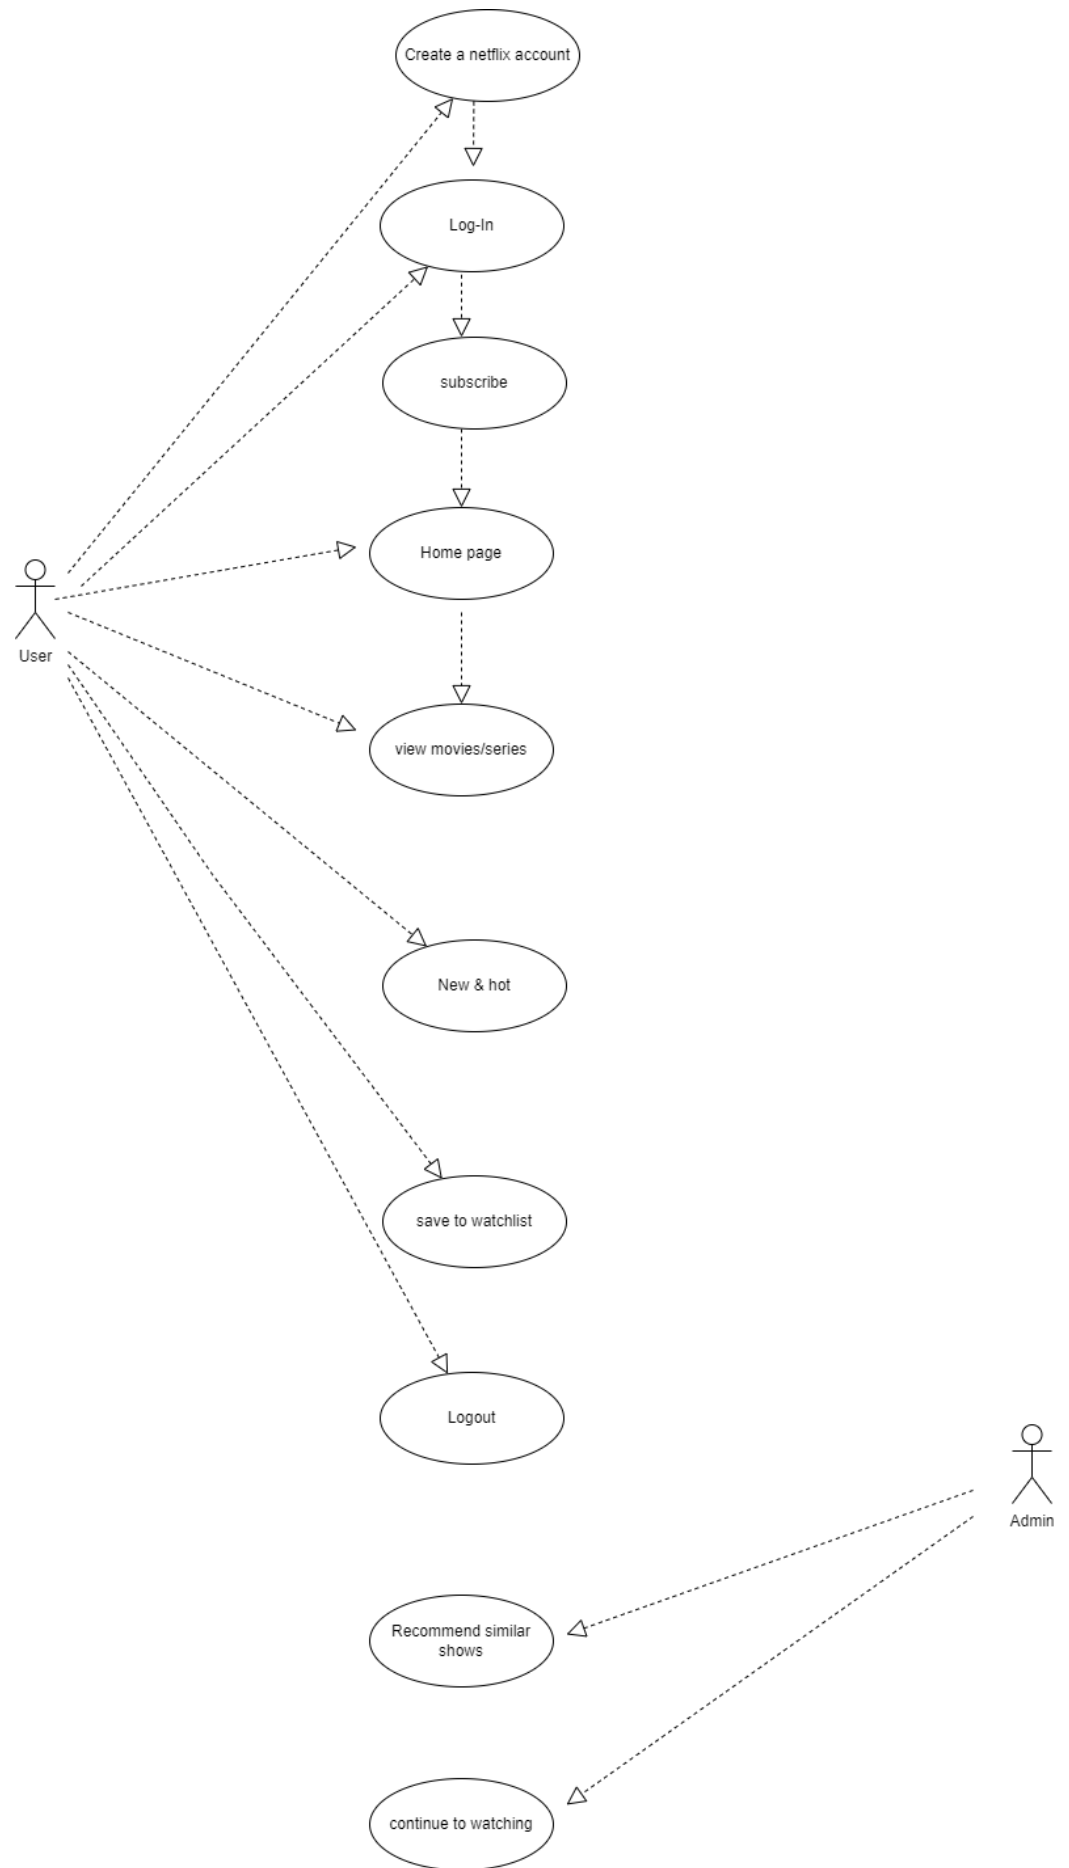 Create a netflix account
Log-In
subscribe
Home page
User
view movies/series
New & hot
save to watchlist
Logout
Admin
Recommend similar
shows
continue to watching